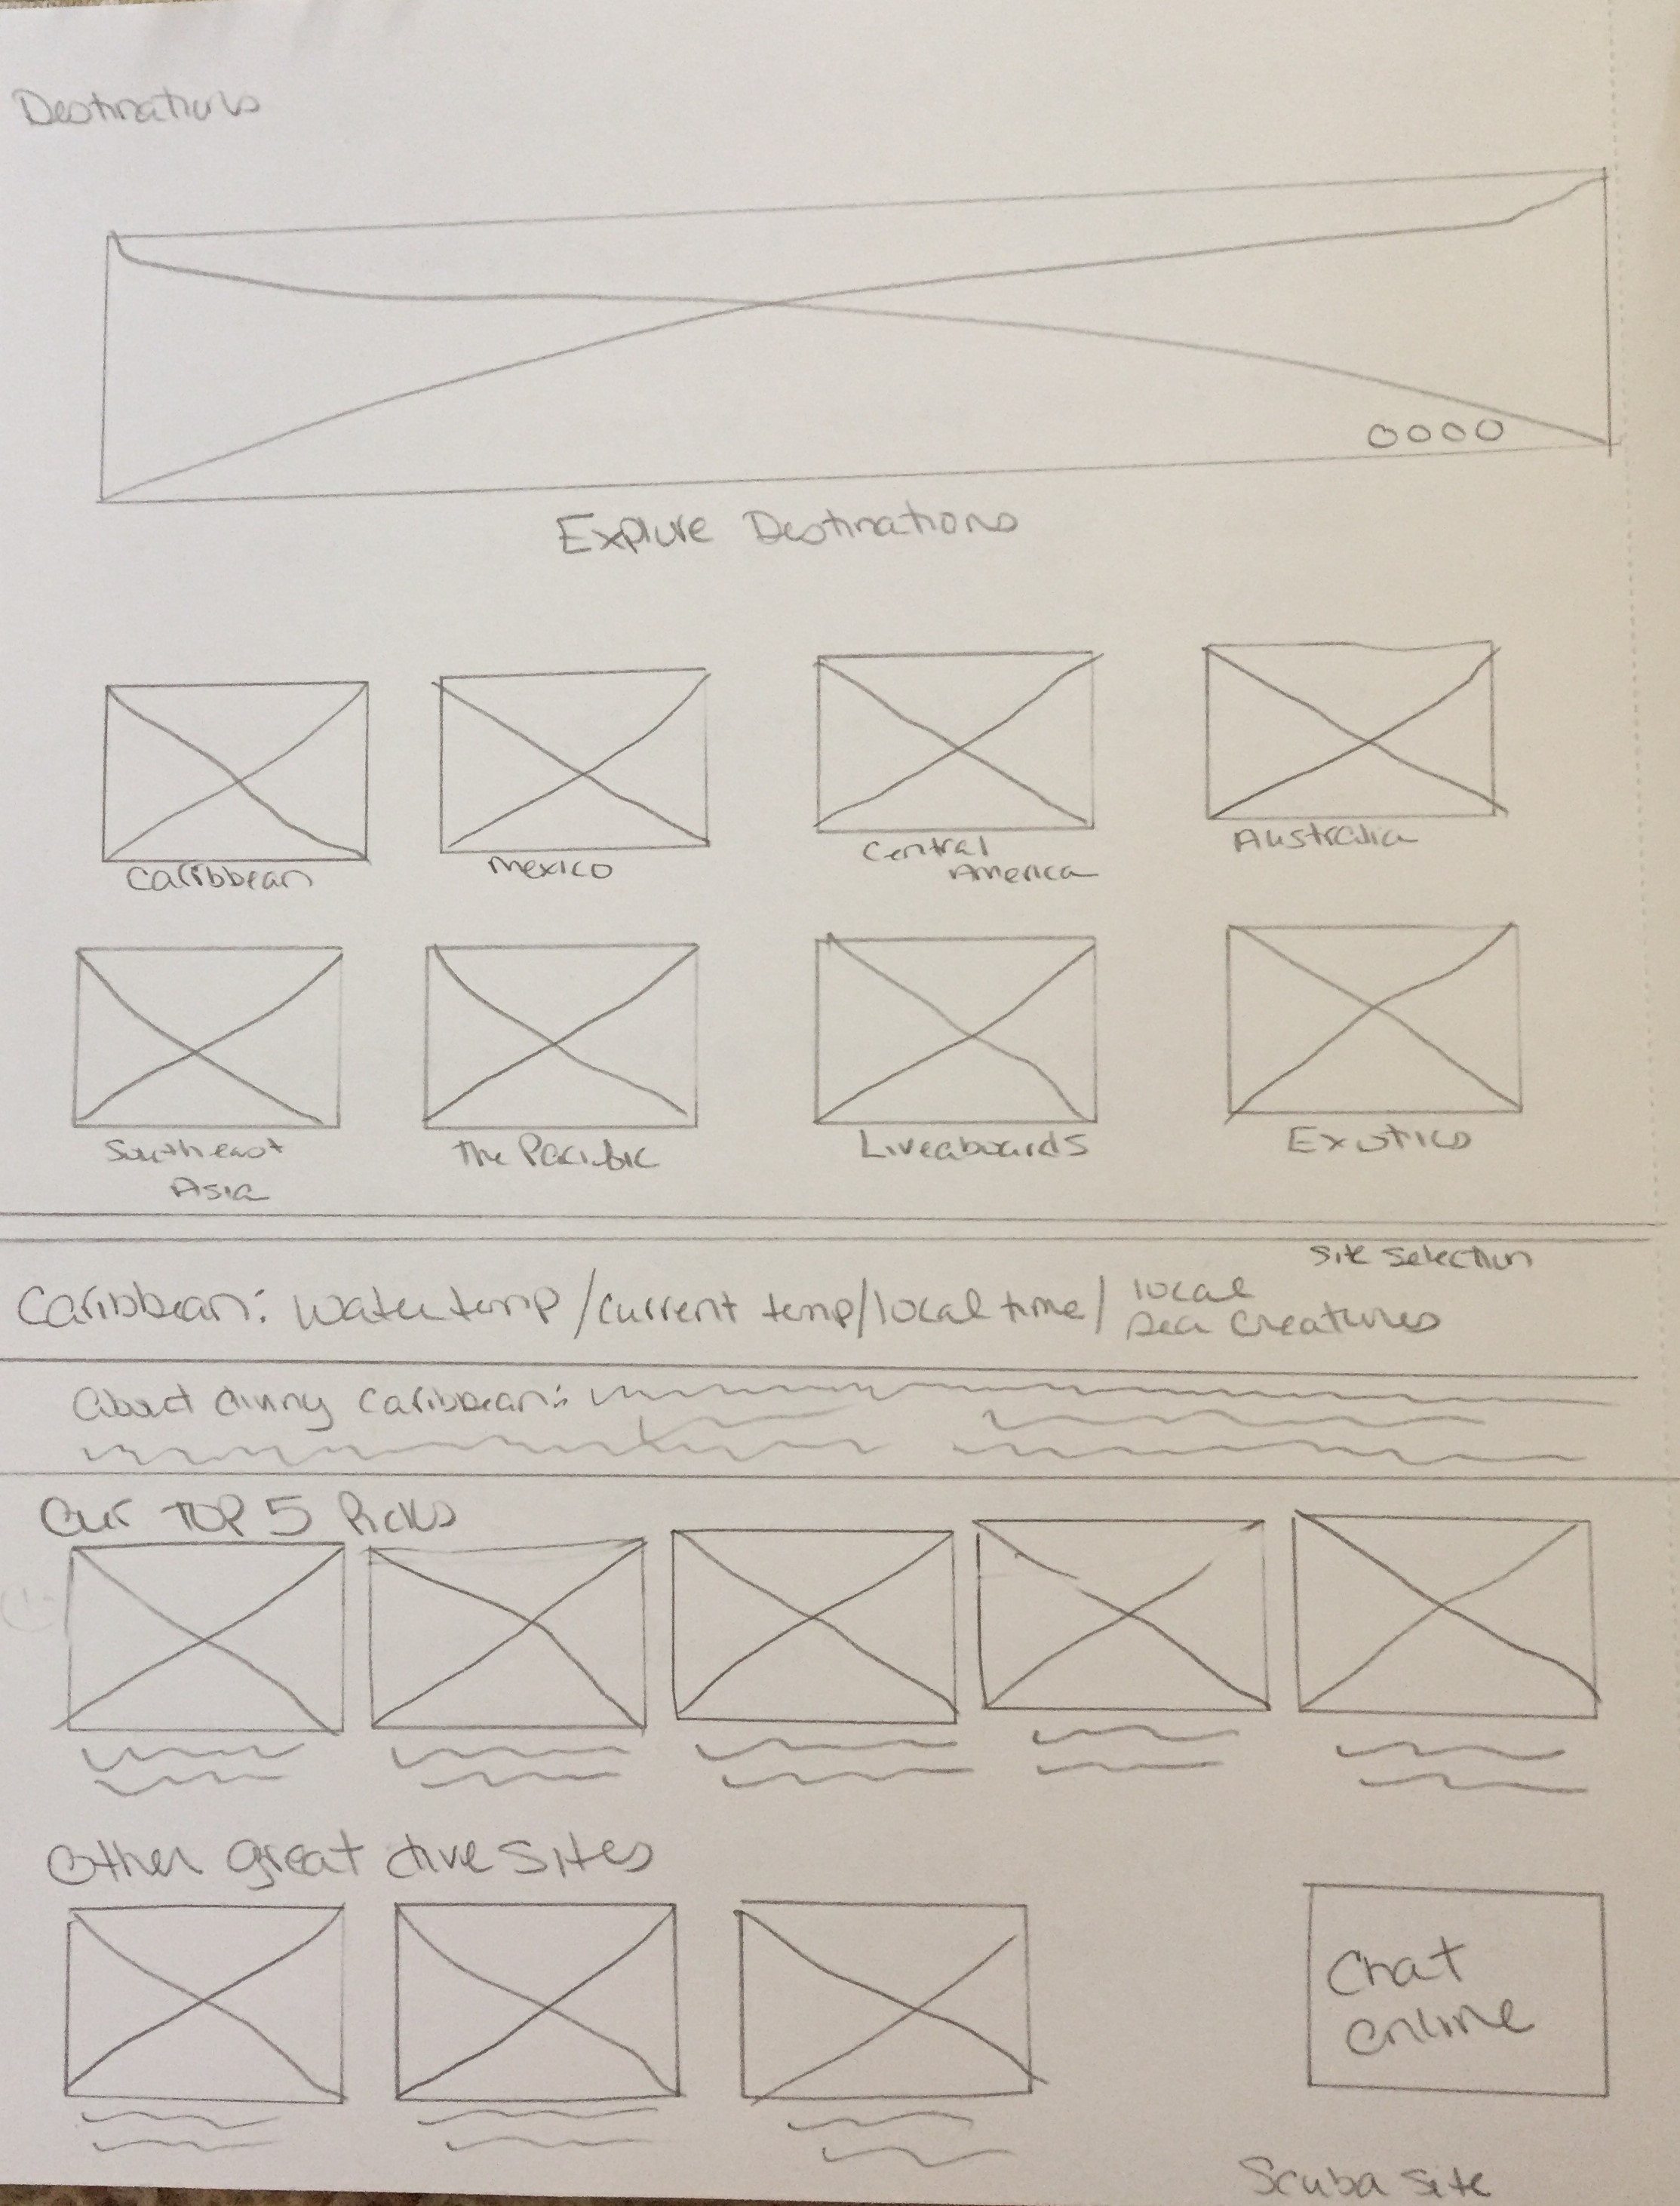 Destinations
Explore Destinations
Caribbean
Mexico
Central
America
Australia
Southeast
Asia
The Pacific
Liveaboards
Exotics
Site Selection
Caribbean: water temp / current temp / local time / local
sea creatures
About diving Caribbean:
Our TOP 5 Picks
Other great dive sites
Chat
online
Scuba Site